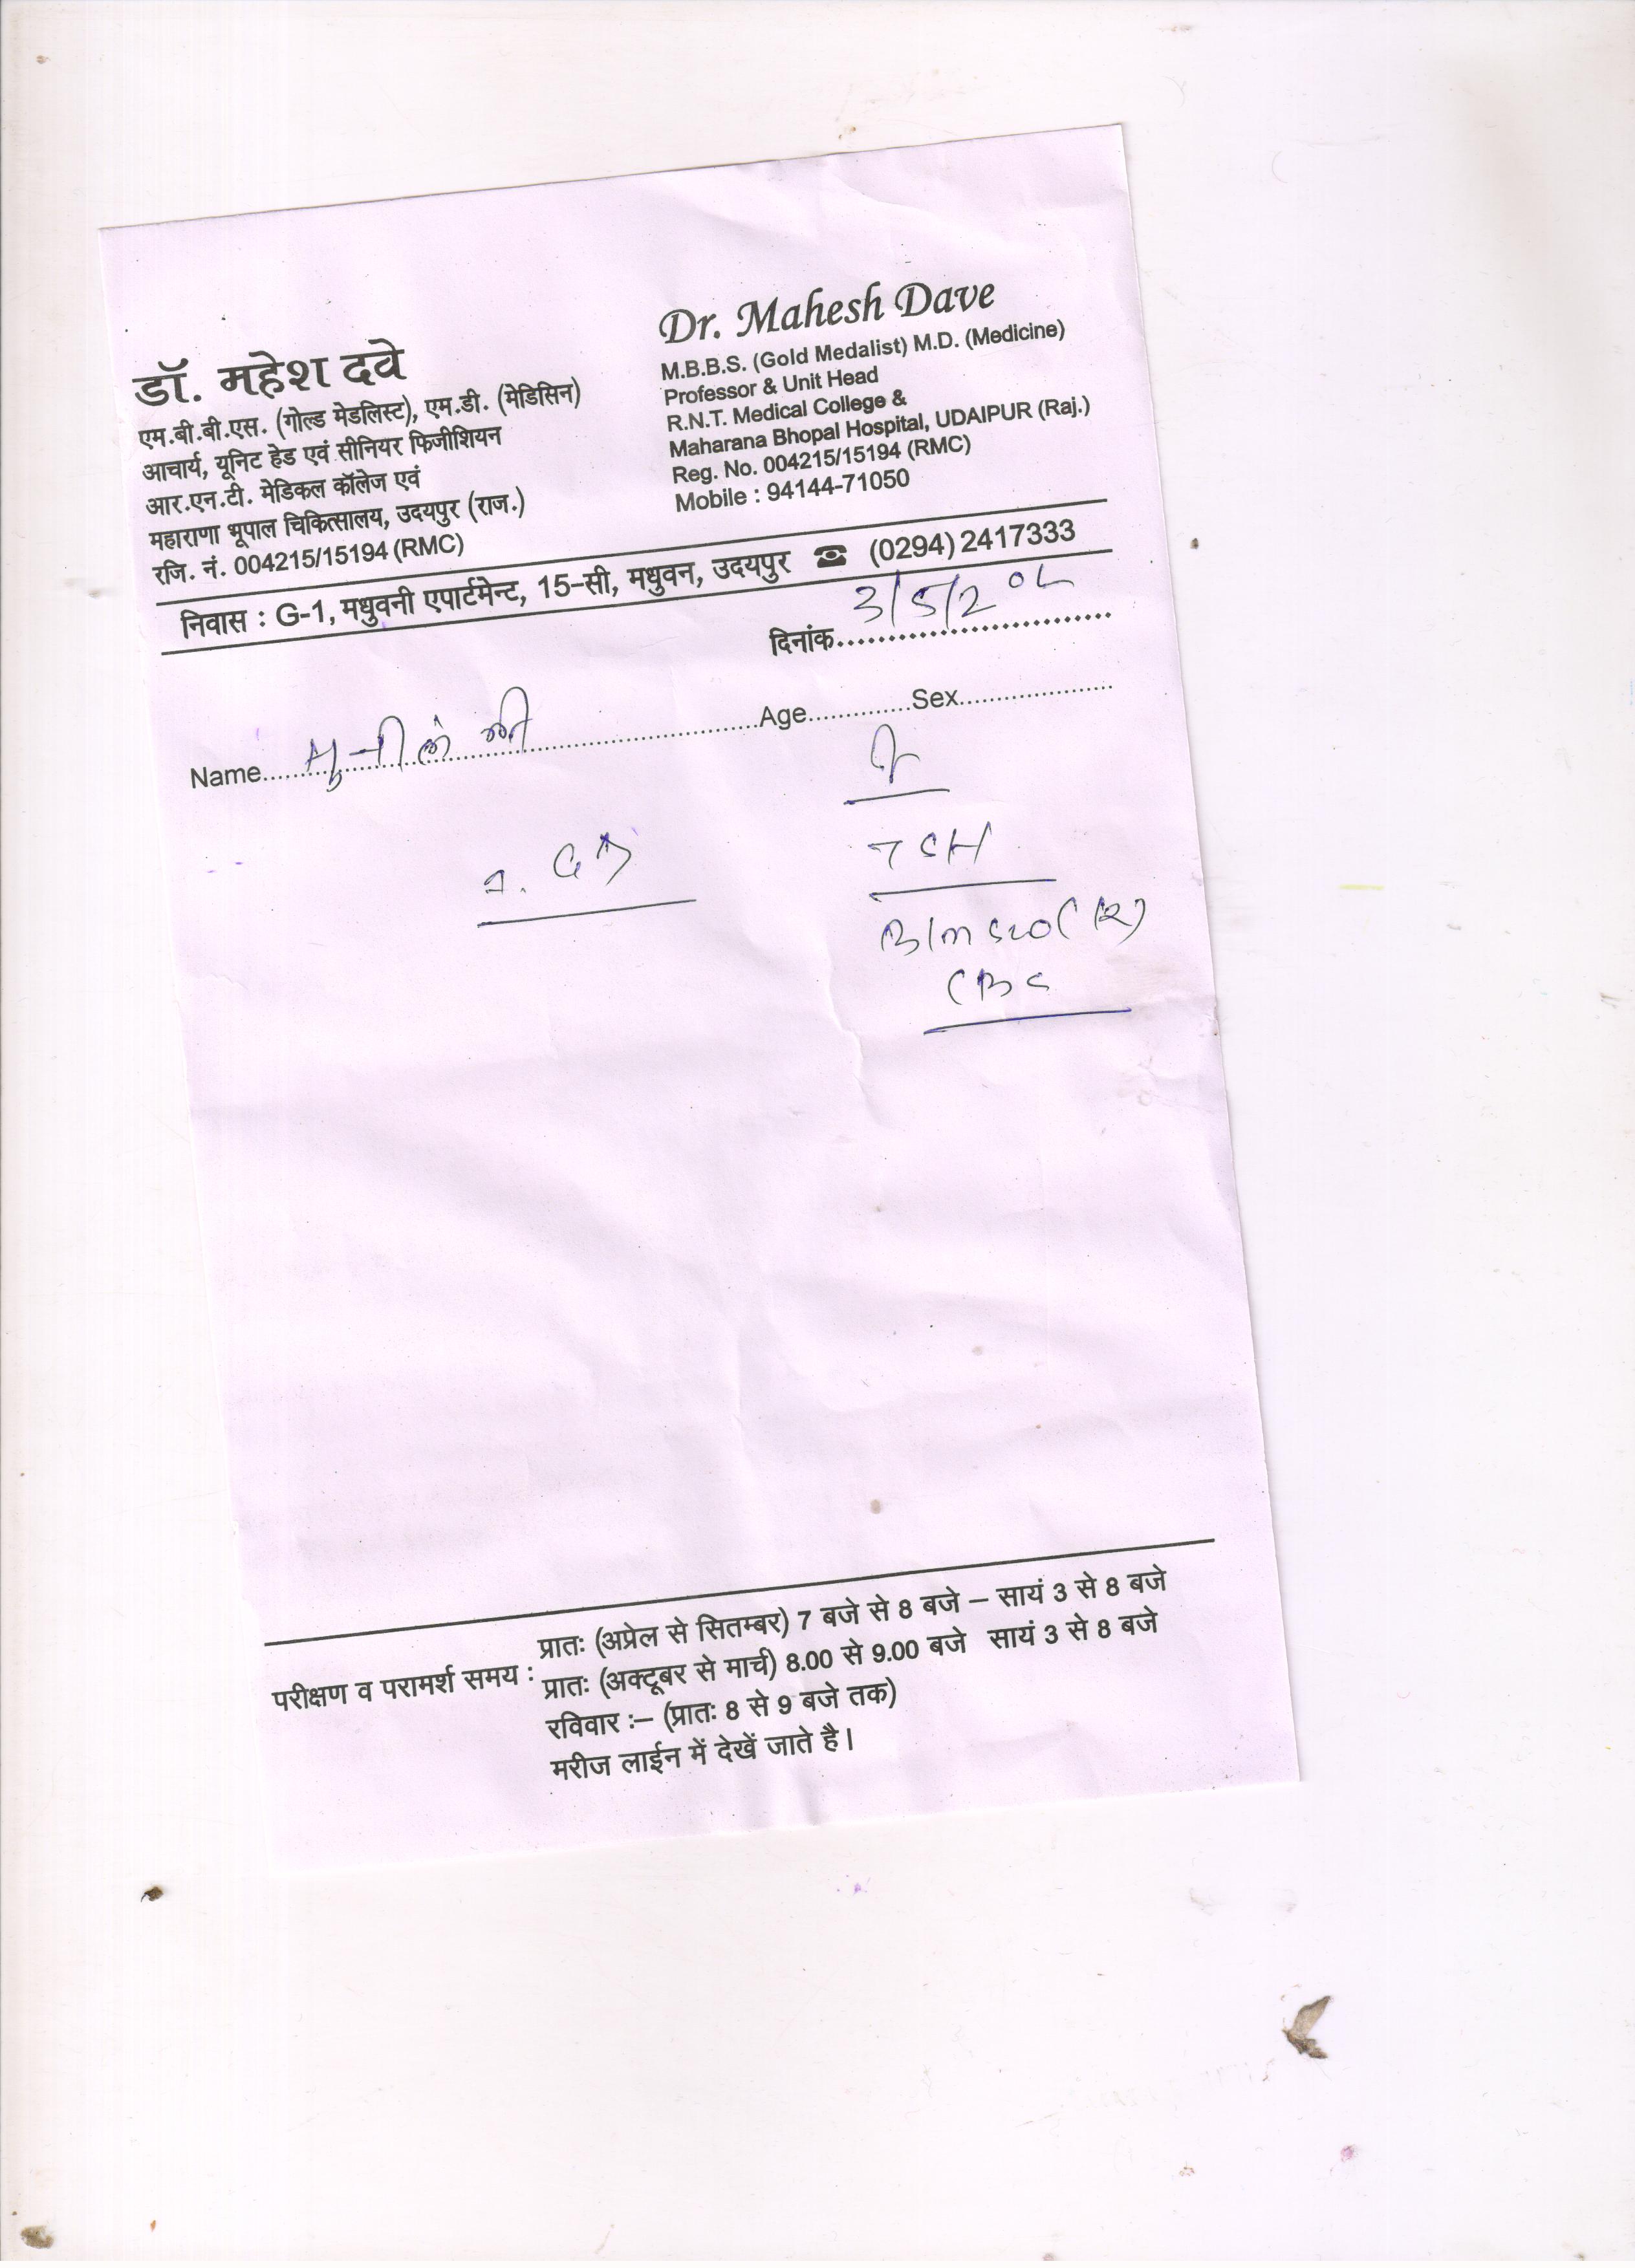 डॉ. महेश दवे
एम.बी.बी.एस. (गोल्ड मेडलिस्ट), एम.डी. (मेडिसिन)
आचार्य, यूनिट हेड एवं सीनियर फिजीशियन
आर.एन.टी. मेडिकल कॉलेज एवं
महाराणा भूपाल चिकित्सालय, उदयपुर (राज.)
रजि. नं. 004215/15194 (RMC)
Dr. Mahesh Dave
M.B.B.S. (Gold Medalist) M.D. (Medicine)
Professor & Unit Head
R.N.T. Medical College &
Maharana Bhopal Hospital, UDAIPUR (Raj.)
Reg. No. 004215/15194 (RMC)
Mobile : 94144-71050
निवास : G-1, मधुवनी एपार्टमेन्ट, 15-सी, मधुवन, उदयपुर ☎ (0294) 2417333
दिनांक
Name Age Sex
TSH
CBC
परीक्षण व परामर्श समय :
प्रातः (अप्रेल से सितम्बर) 7 बजे से 8 बजे – सायं 3 से 8 बजे
प्रातः (अक्टूबर से मार्च) 8.00 से 9.00 बजे सायं 3 से 8 बजे
रविवार :– (प्रातः 8 से 9 बजे तक)
मरीज लाईन में देखें जाते है।